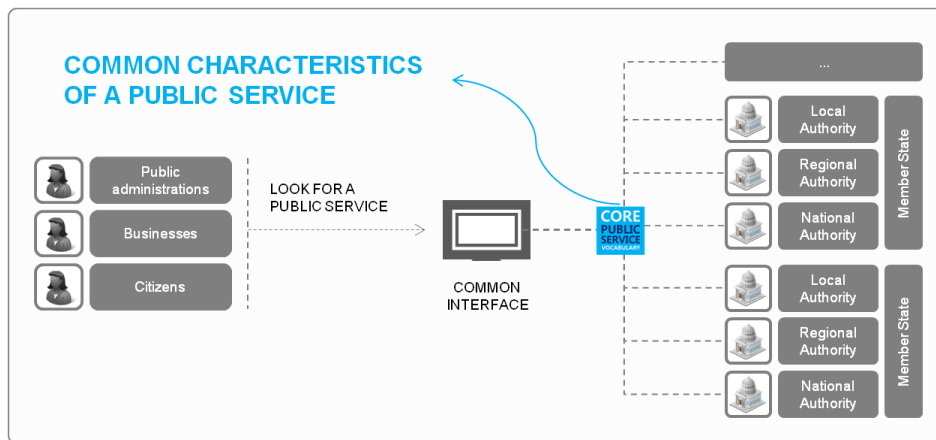 COMMON CHARACTERISTICS
OF A PUBLIC SERVICE
Public
administrations
Businesses
Citizens
LOOK FOR A
PUBLIC SERVICE
COMMON
INTERFACE
CORE
PUBLIC
SERVICE
VOCABULARY
...
Local
Authority
Regional
Authority
National
Authority
Member State
Local
Authority
Regional
Authority
National
Authority
Member State